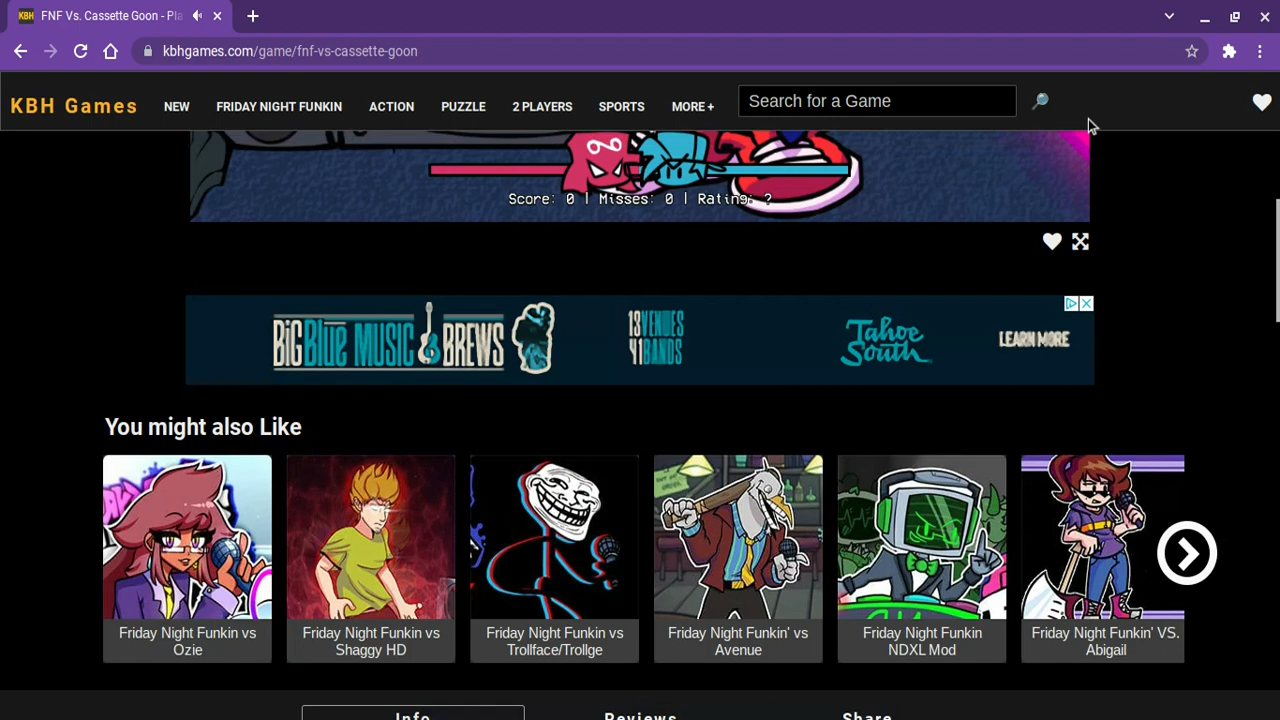 KBH
FNF Vs. Cassette Goon - Pla
kbhgames.com/game/fnf-vs-cassette-goon
KBH Games
NEW
FRIDAY NIGHT FUNKIN
ACTION
PUZZLE
2 PLAYERS
SPORTS
MORE +
Search for a Game
Score: 0 | Misses: 0 | Rating: ?
BiG Blue MUSIC BREWS
13 VENUES
41 BANDS
Tahoe
South
LEARN MORE
You might also Like
Friday Night Funkin vs
Ozie
Friday Night Funkin vs
Shaggy HD
Friday Night Funkin vs
Trollface/Trollge
Friday Night Funkin' vs
Avenue
Friday Night Funkin
NDXL Mod
Friday Night Funkin' VS.
Abigail
Info
Reviews
Share